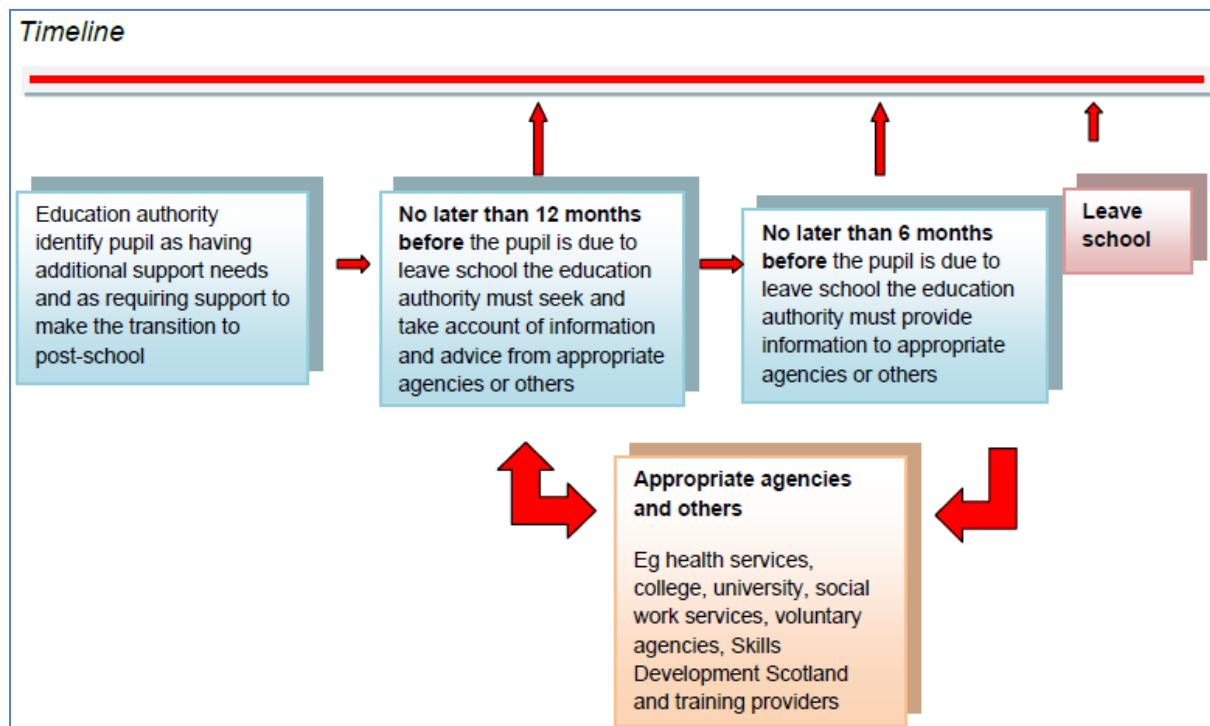 Timeline
Education authority
identify pupil as having
additional support needs
and as requiring support to
make the transition to
post-school
No later than 12 months
before the pupil is due to
leave school the education
authority must seek and
take account of information
and advice from appropriate
agencies or others
No later than 6 months
before the pupil is due to
leave school the education
authority must provide
information to appropriate
agencies or others
Leave
school
Appropriate agencies
and others
Eg health services,
college, university, social
work services, voluntary
agencies, Skills
Development Scotland
and training providers